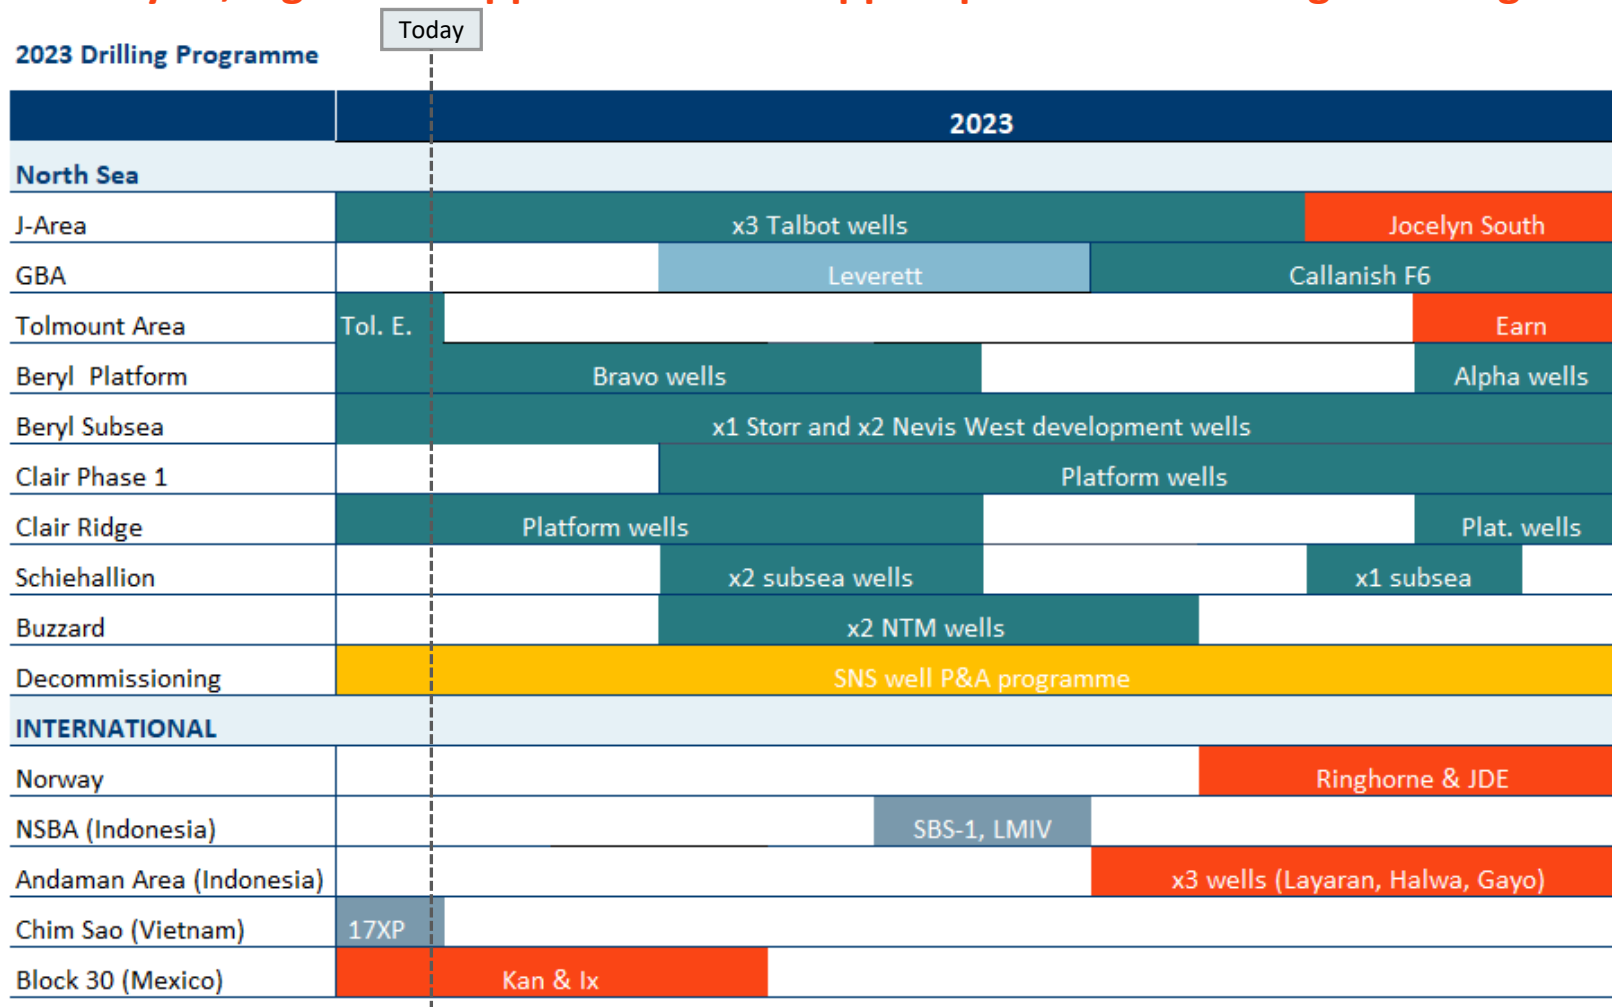 Today
2023 Drilling Programme
2023
North Sea
J-Area x3 Talbot wells Jocelyn South
GBA Leverett Callanish F6
Tolmount Area Tol. E. Earn
Beryl Platform Bravo wells Alpha wells
Beryl Subsea x1 Storr and x2 Nevis West development wells
Clair Phase 1 Platform wells
Clair Ridge Platform wells Plat. wells
Schiehallion x2 subsea wells x1 subsea
Buzzard x2 NTM wells
Decommissioning SNS well P&A programme
INTERNATIONAL
Norway Ringhorne & JDE
NSBA (Indonesia) SBS-1, LMIV
Andaman Area (Indonesia) x3 wells (Layaran, Halwa, Gayo)
Chim Sao (Vietnam) 17XP
Block 30 (Mexico) Kan & Ix